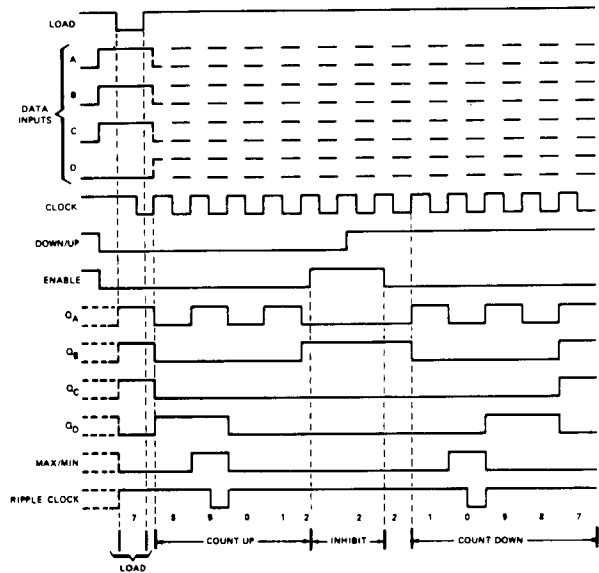 LOAD
A
B
DATA
INPUTS
C
D
CLOCK
DOWN/UP
ENABLE
QA
QB
QC
QD
MAX/MIN
RIPPLE CLOCK
7 8 9 0 1 2 2 2 1 0 9 8 7
COUNT UP INHIBIT COUNT DOWN
LOAD